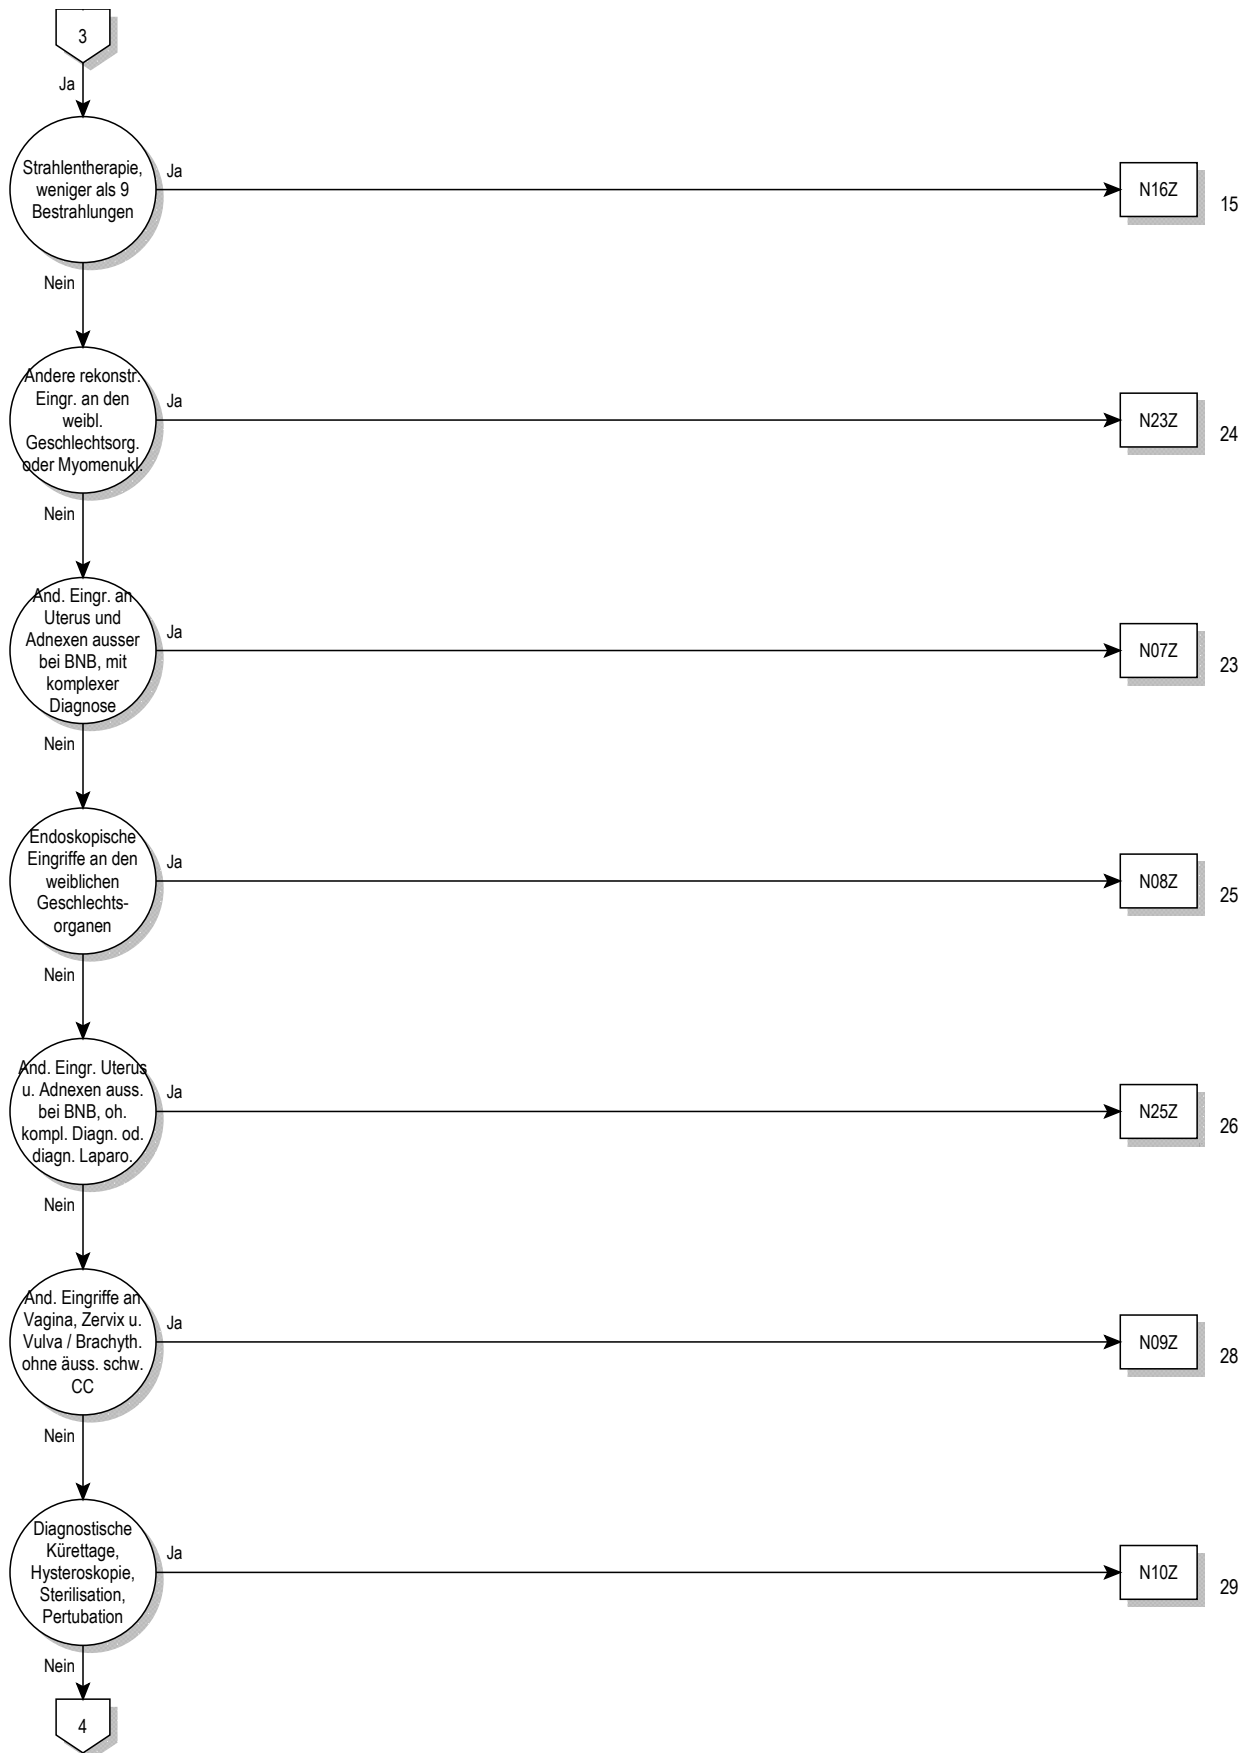 3
Ja
Strahlentherapie,
weniger als 9
Bestrahlungen
Ja
N16Z
15
Nein
Andere rekonstr.
Eingr. an den
weibl.
Geschlechtsorg.
oder Myomenukl.
Ja
N23Z
24
Nein
And. Eingr. an
Uterus und
Adnexen ausser
bei BNB, mit
komplexer
Diagnose
Ja
N07Z
23
Nein
Endoskopische
Eingriffe an den
weiblichen
Geschlechts-
organen
Ja
N08Z
25
Nein
And. Eingr. Uterus
u. Adnexen auss.
bei BNB, oh.
kompl. Diagn. od.
diagn. Laparo.
Ja
N25Z
26
Nein
And. Eingriffe an
Vagina, Zervix u.
Vulva / Brachyth.
ohne äuss. schw.
CC
Ja
N09Z
28
Nein
Diagnostische
Kürettage,
Hysteroskopie,
Sterilisation,
Pertubation
Ja
N10Z
29
Nein
4